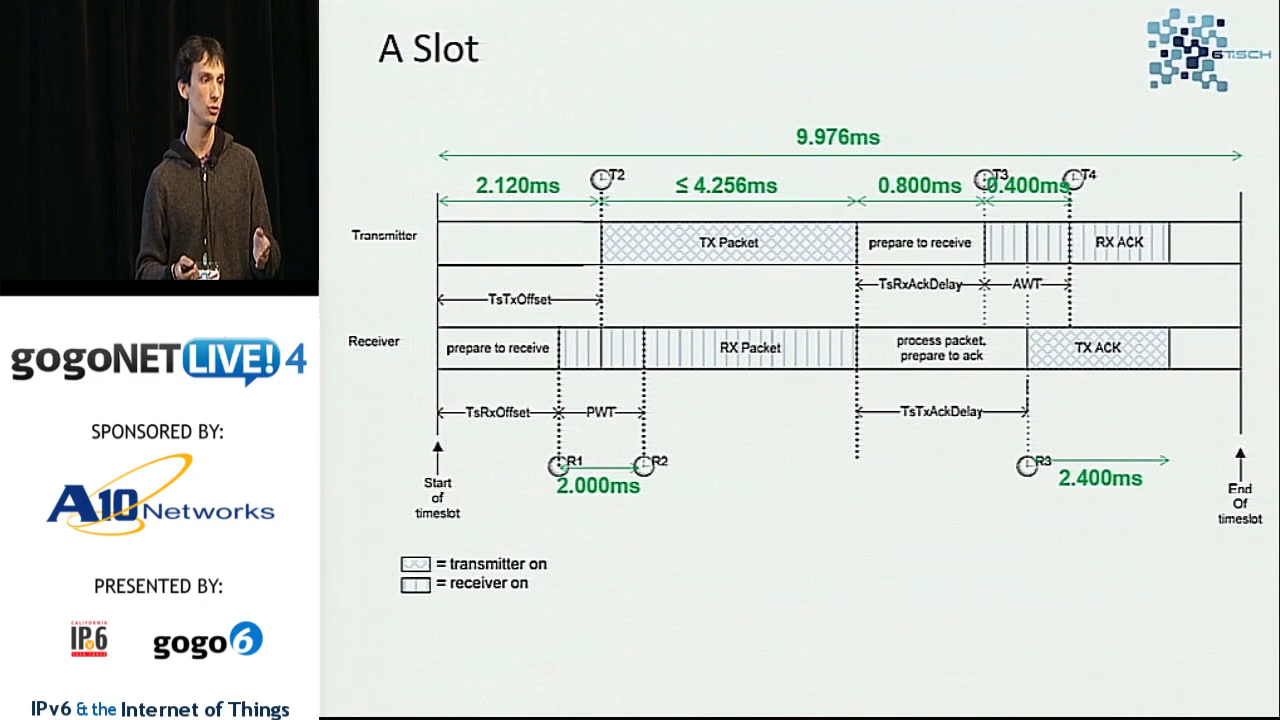 A Slot
6TiSCH
9.976ms
2.120ms
T2
≤ 4.256ms
0.800ms
T3
0.400ms
T4
Transmitter
TX Packet
prepare to receive
RX ACK
TsTxOffset
TsRxAckDelay
AWT
Receiver
prepare to receive
RX Packet
process packet,
prepare to ack
TX ACK
TsRxOffset
PWT
TsTxAckDelay
R1
R2
R3
2.000ms
2.400ms
Start
of
timeslot
End
Of
timeslot
= transmitter on
= receiver on
gogoNET LIVE! 4
SPONSORED BY:
A10 Networks
PRESENTED BY:
CALIFORNIA
IPv6
TASK FORCE
gogo6
IPv6 & the Internet of Things